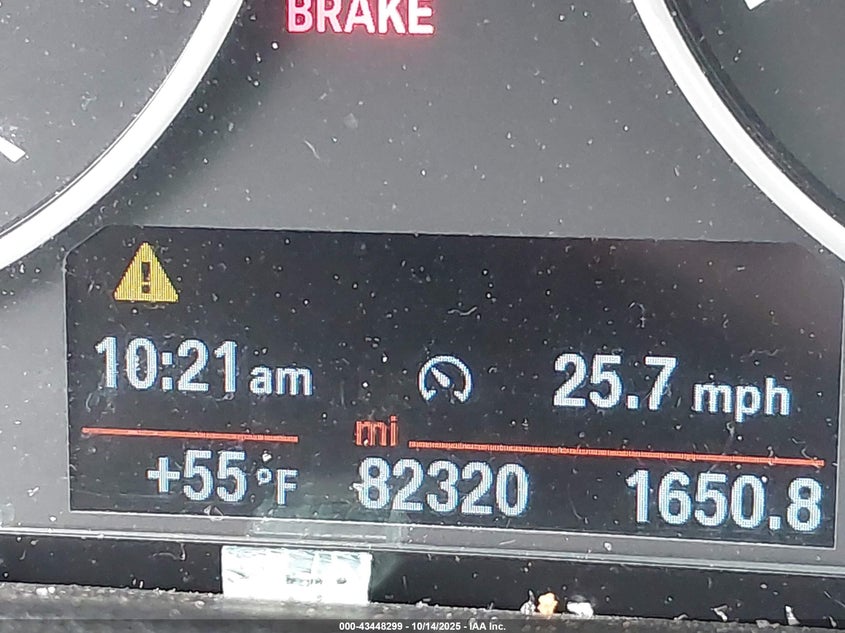 BRAKE
10:21 am 25.7 mph
mi
+55 °F 82320 1650.8
000-43448299 - 10/14/2025 - IAA Inc.